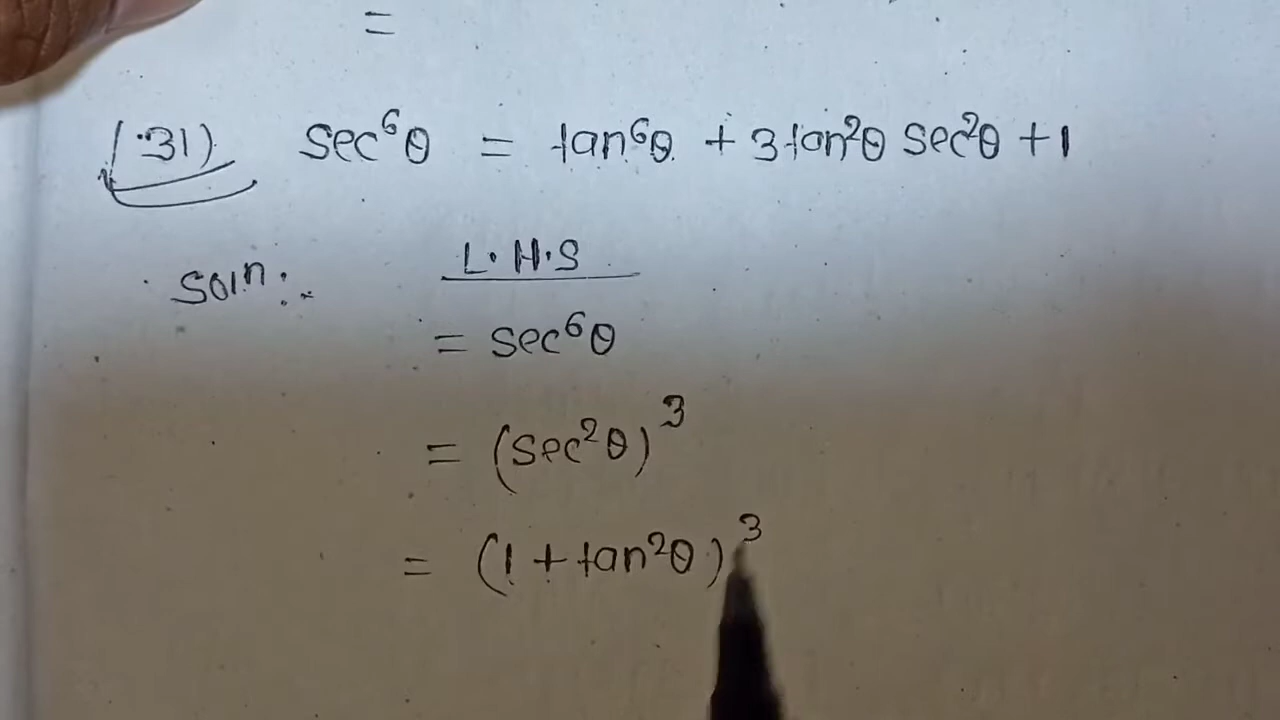 =
(31) sec⁶θ = tan⁶θ + 3tan²θ sec²θ + 1
Soln:. L.H.S
= sec⁶θ
= (sec²θ)³
= (1 + tan²θ)³